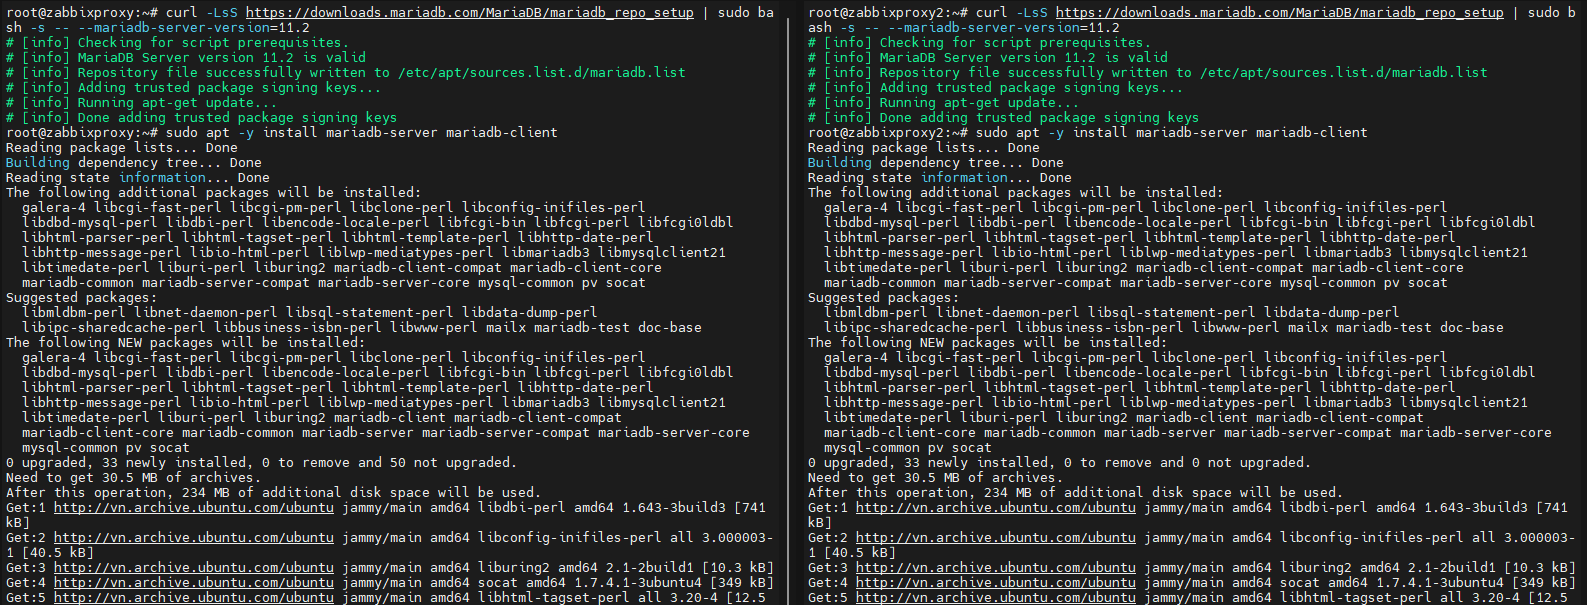 root@zabbixproxy:~# curl -LsS https://downloads.mariadb.com/MariaDB/mariadb_repo_setup | sudo ba
sh -s -- --mariadb-server-version=11.2
# [info] Checking for script prerequisites.
# [info] MariaDB Server version 11.2 is valid
# [info] Repository file successfully written to /etc/apt/sources.list.d/mariadb.list
# [info] Adding trusted package signing keys...
# [info] Running apt-get update...
# [info] Done adding trusted package signing keys
root@zabbixproxy:~# sudo apt -y install mariadb-server mariadb-client
Reading package lists... Done
Building dependency tree... Done
Reading state information... Done
The following additional packages will be installed:
  galera-4 libcgi-fast-perl libcgi-pm-perl libclone-perl libconfig-inifiles-perl
  libdbd-mysql-perl libdbi-perl libencode-locale-perl libfcgi-bin libfcgi-perl libfcgi0ldbl
  libhtml-parser-perl libhtml-tagset-perl libhtml-template-perl libhttp-date-perl
  libhttp-message-perl libio-html-perl liblwp-mediatypes-perl libmariadb3 libmysqlclient21
  libtimedate-perl liburi-perl liburing2 mariadb-client-compat mariadb-client-core
  mariadb-common mariadb-server-compat mariadb-server-core mysql-common pv socat
Suggested packages:
  libmldbm-perl libnet-daemon-perl libsql-statement-perl libdata-dump-perl
  libipc-sharedcache-perl libbusiness-isbn-perl libwww-perl mailx mariadb-test doc-base
The following NEW packages will be installed:
  galera-4 libcgi-fast-perl libcgi-pm-perl libclone-perl libconfig-inifiles-perl
  libdbd-mysql-perl libdbi-perl libencode-locale-perl libfcgi-bin libfcgi-perl libfcgi0ldbl
  libhtml-parser-perl libhtml-tagset-perl libhtml-template-perl libhttp-date-perl
  libhttp-message-perl libio-html-perl liblwp-mediatypes-perl libmariadb3 libmysqlclient21
  libtimedate-perl liburi-perl liburing2 mariadb-client mariadb-client-compat
  mariadb-client-core mariadb-common mariadb-server mariadb-server-compat mariadb-server-core
  mysql-common pv socat
0 upgraded, 33 newly installed, 0 to remove and 50 not upgraded.
Need to get 30.5 MB of archives.
After this operation, 234 MB of additional disk space will be used.
Get:1 http://vn.archive.ubuntu.com/ubuntu jammy/main amd64 libdbi-perl amd64 1.643-3build3 [741
kB]
Get:2 http://vn.archive.ubuntu.com/ubuntu jammy/main amd64 libconfig-inifiles-perl all 3.000003-
1 [40.5 kB]
Get:3 http://vn.archive.ubuntu.com/ubuntu jammy/main amd64 liburing2 amd64 2.1-2build1 [10.3 kB]
Get:4 http://vn.archive.ubuntu.com/ubuntu jammy/main amd64 socat amd64 1.7.4.1-3ubuntu4 [349 kB]
Get:5 http://vn.archive.ubuntu.com/ubuntu jammy/main amd64 libhtml-tagset-perl all 3.20-4 [12.5
root@zabbixproxy2:~# curl -LsS https://downloads.mariadb.com/MariaDB/mariadb_repo_setup | sudo b
ash -s -- --mariadb-server-version=11.2
# [info] Checking for script prerequisites.
# [info] MariaDB Server version 11.2 is valid
# [info] Repository file successfully written to /etc/apt/sources.list.d/mariadb.list
# [info] Adding trusted package signing keys...
# [info] Running apt-get update...
# [info] Done adding trusted package signing keys
root@zabbixproxy2:~# sudo apt -y install mariadb-server mariadb-client
Reading package lists... Done
Building dependency tree... Done
Reading state information... Done
The following additional packages will be installed:
  galera-4 libcgi-fast-perl libcgi-pm-perl libclone-perl libconfig-inifiles-perl
  libdbd-mysql-perl libdbi-perl libencode-locale-perl libfcgi-bin libfcgi-perl libfcgi0ldbl
  libhtml-parser-perl libhtml-tagset-perl libhtml-template-perl libhttp-date-perl
  libhttp-message-perl libio-html-perl liblwp-mediatypes-perl libmariadb3 libmysqlclient21
  libtimedate-perl liburi-perl liburing2 mariadb-client-compat mariadb-client-core
  mariadb-common mariadb-server-compat mariadb-server-core mysql-common pv socat
Suggested packages:
  libmldbm-perl libnet-daemon-perl libsql-statement-perl libdata-dump-perl
  libipc-sharedcache-perl libbusiness-isbn-perl libwww-perl mailx mariadb-test doc-base
The following NEW packages will be installed:
  galera-4 libcgi-fast-perl libcgi-pm-perl libclone-perl libconfig-inifiles-perl
  libdbd-mysql-perl libdbi-perl libencode-locale-perl libfcgi-bin libfcgi-perl libfcgi0ldbl
  libhtml-parser-perl libhtml-tagset-perl libhtml-template-perl libhttp-date-perl
  libhttp-message-perl libio-html-perl liblwp-mediatypes-perl libmariadb3 libmysqlclient21
  libtimedate-perl liburi-perl liburing2 mariadb-client mariadb-client-compat
  mariadb-client-core mariadb-common mariadb-server mariadb-server-compat mariadb-server-core
  mysql-common pv socat
0 upgraded, 33 newly installed, 0 to remove and 0 not upgraded.
Need to get 30.5 MB of archives.
After this operation, 234 MB of additional disk space will be used.
Get:1 http://vn.archive.ubuntu.com/ubuntu jammy/main amd64 libdbi-perl amd64 1.643-3build3 [741
kB]
Get:2 http://vn.archive.ubuntu.com/ubuntu jammy/main amd64 libconfig-inifiles-perl all 3.000003-
1 [40.5 kB]
Get:3 http://vn.archive.ubuntu.com/ubuntu jammy/main amd64 liburing2 amd64 2.1-2build1 [10.3 kB]
Get:4 http://vn.archive.ubuntu.com/ubuntu jammy/main amd64 socat amd64 1.7.4.1-3ubuntu4 [349 kB]
Get:5 http://vn.archive.ubuntu.com/ubuntu jammy/main amd64 libhtml-tagset-perl all 3.20-4 [12.5